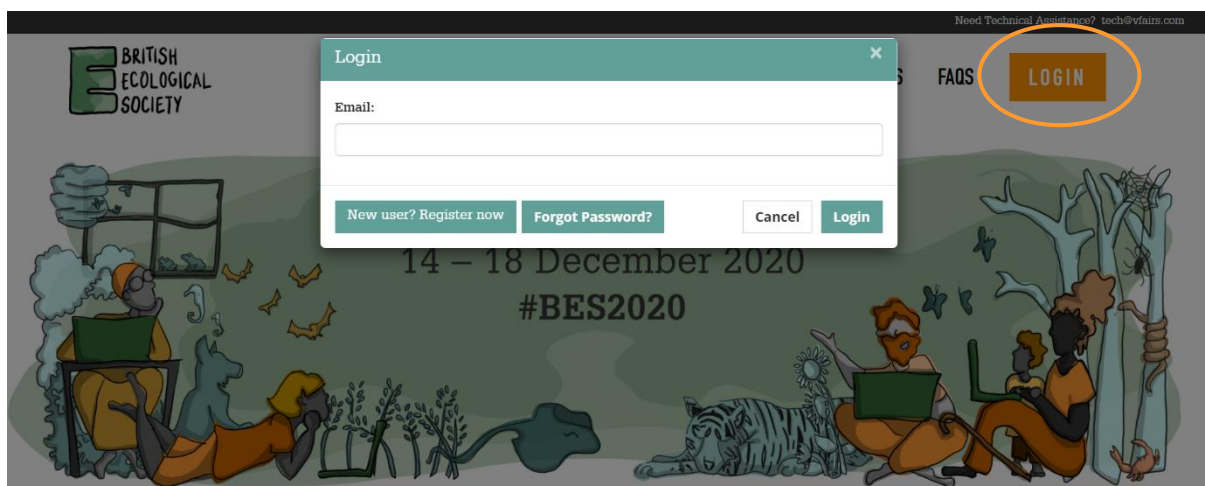 Need Technical Assistance? tech@vfairs.com
BRITISH
ECOLOGICAL
SOCIETY
FAQS
LOGIN
Login
×
Email:
New user? Register now
Forgot Password?
Cancel
Login
14 – 18 December 2020
#BES2020